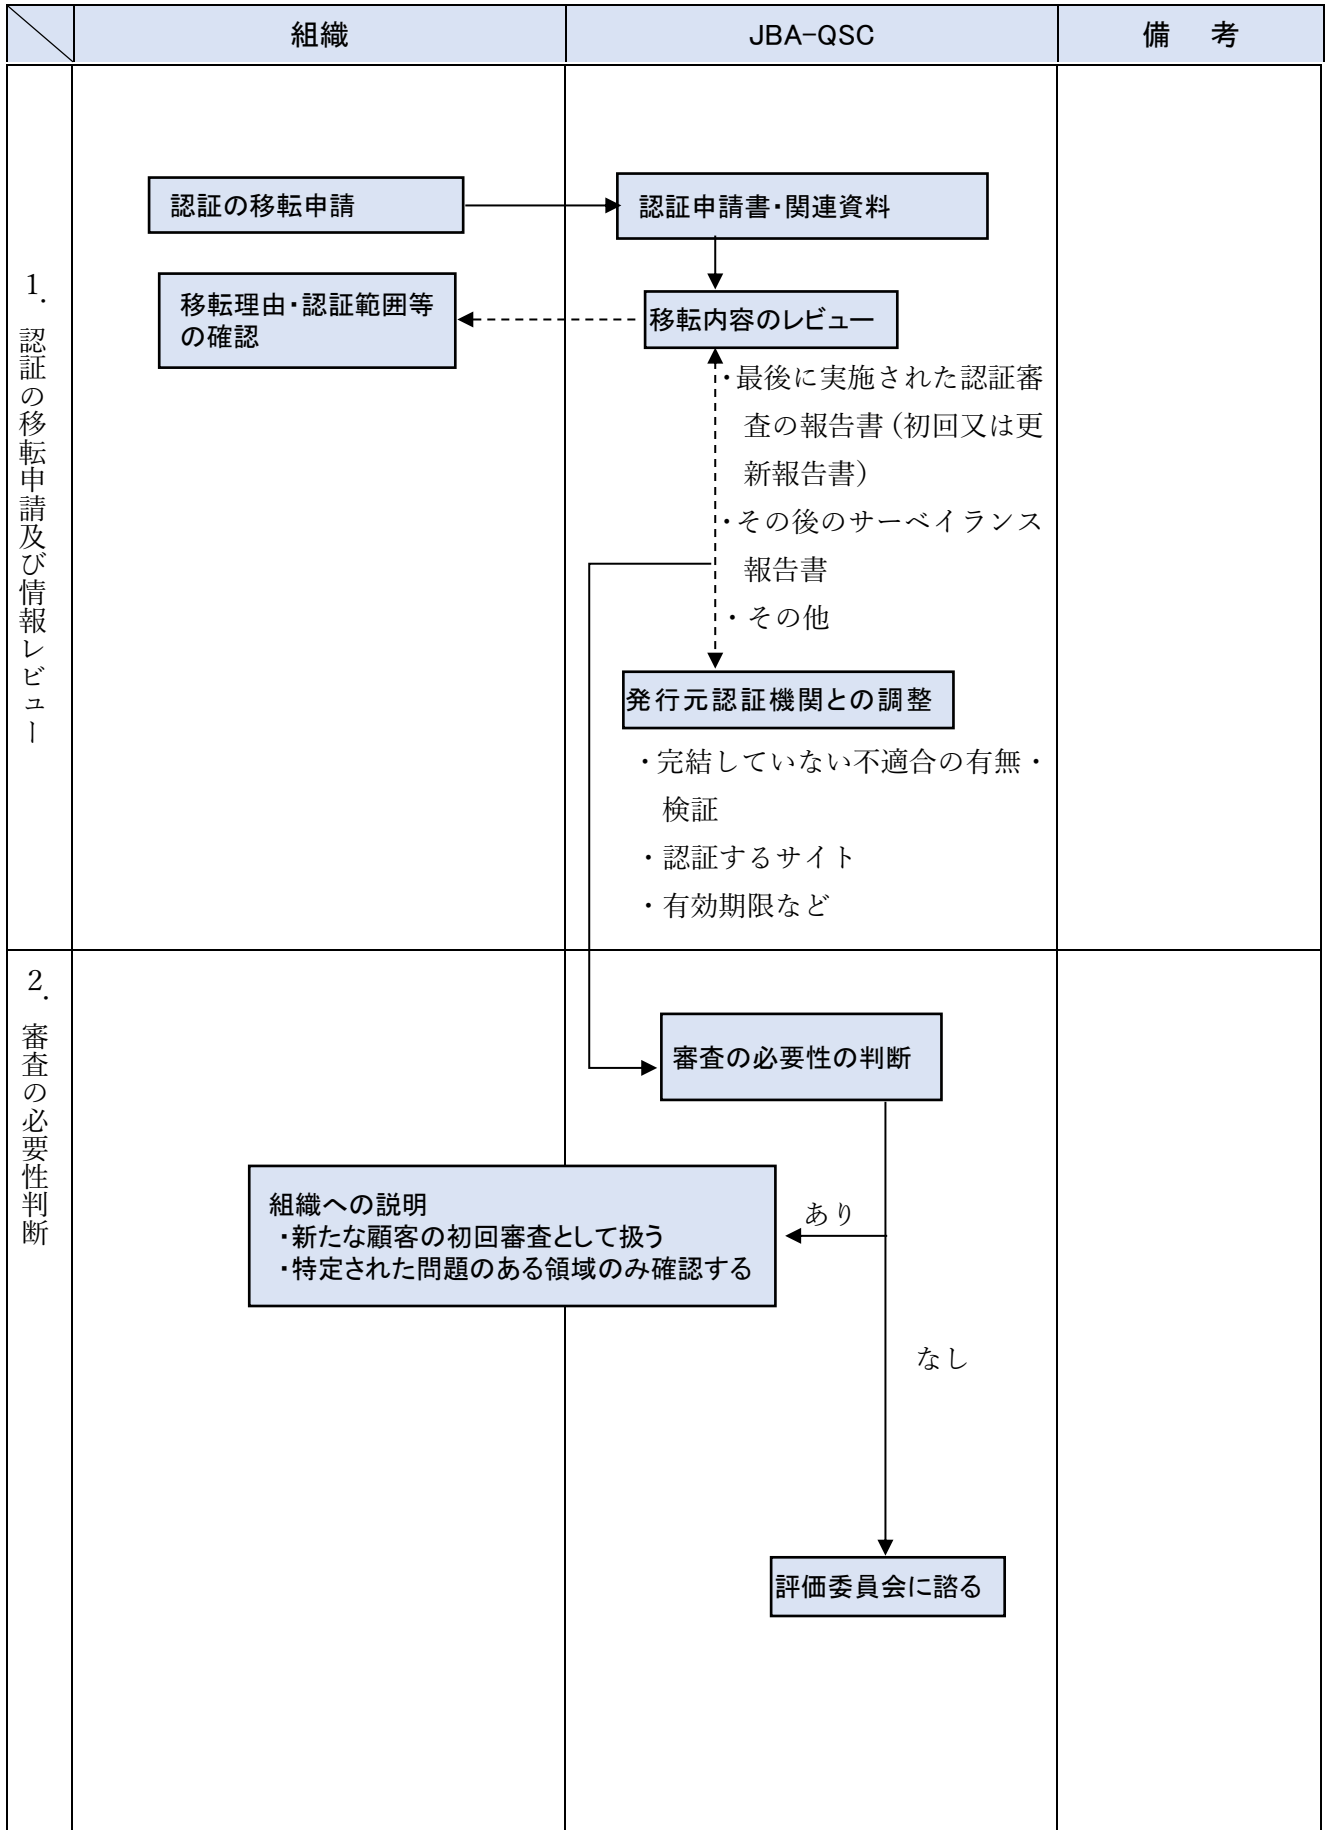 組織
JBA-QSC
備 考
1. 認証の移転申請及び情報レビュー
認証の移転申請
認証申請書・関連資料
移転理由・認証範囲等
の確認
移転内容のレビュー
・最後に実施された認証審
査の報告書（初回又は更
新報告書）
・その後のサーベイランス
報告書
・その他
発行元認証機関との調整
・完結していない不適合の有無・
検証
・認証するサイト
・有効期限など
2. 審査の必要性判断
審査の必要性の判断
組織への説明
・新たな顧客の初回審査として扱う
・特定された問題のある領域のみ確認する
あり
なし
評価委員会に諮る